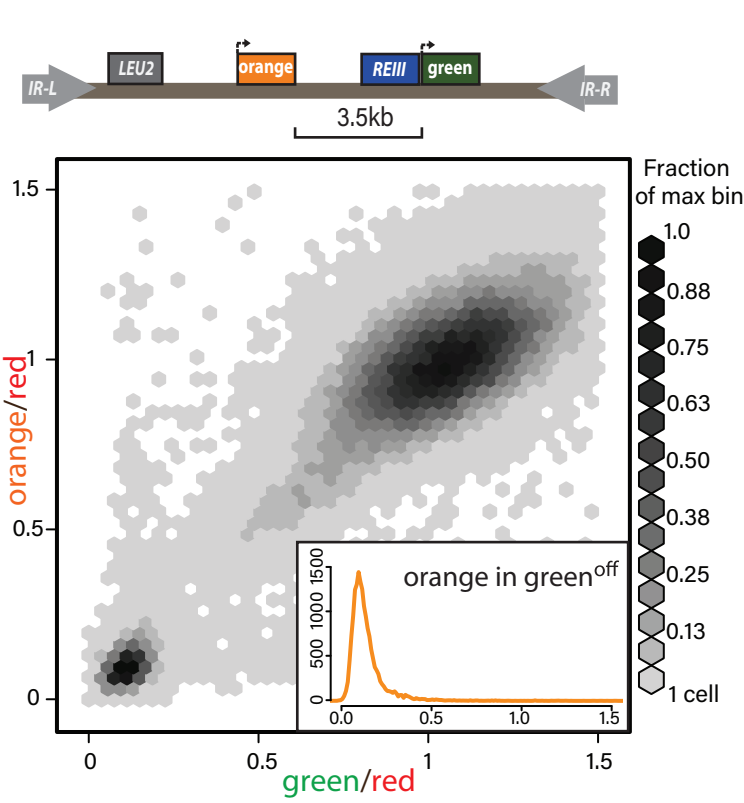 LEU2
orange
REIII
green
IR-L
IR-R
3.5kb
Fraction
of max bin
1.0
0.88
0.75
0.63
0.50
0.38
0.25
0.13
1 cell
1.5
1
0.5
0
orange/red
orange in green^off
1500
1000
500
0
0.0
0.5
1.0
1.5
0
0.5
1
1.5
green/red